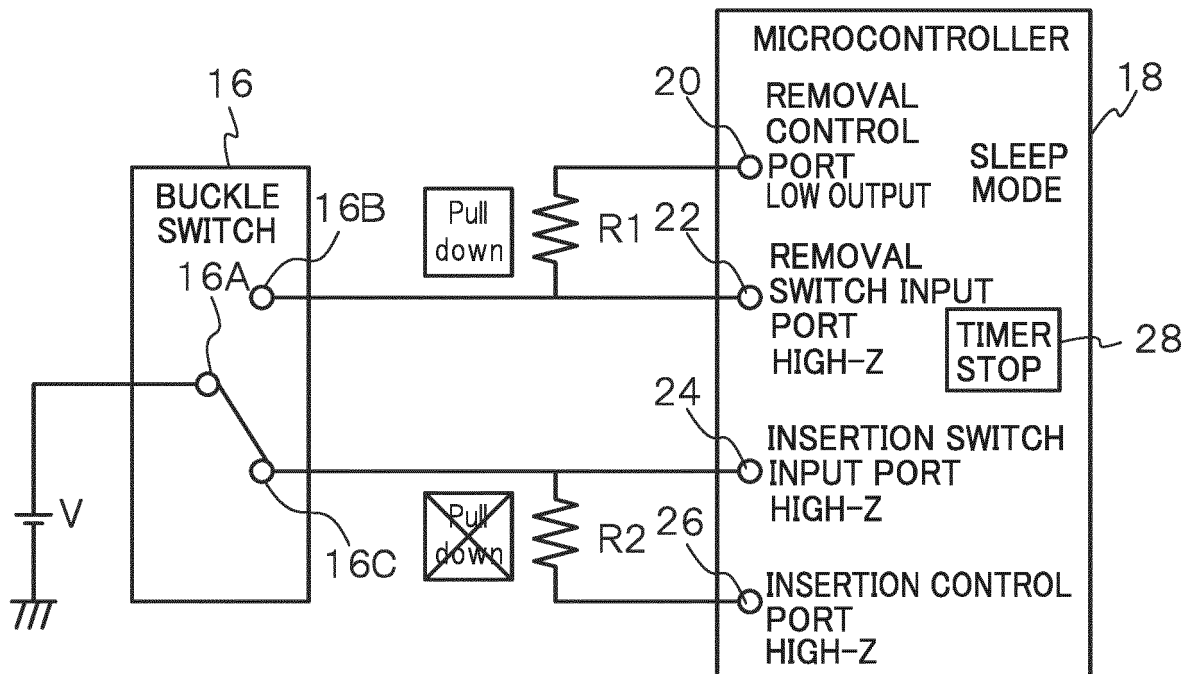 MICROCONTROLLER
16
20
REMOVAL
CONTROL
PORT
LOW OUTPUT
SLEEP
MODE
18
BUCKLE
SWITCH
16B
Pull
down
R1
22
16A
REMOVAL
SWITCH INPUT
PORT
HIGH-Z
TIMER
STOP
28
24
INSERTION SWITCH
INPUT PORT
HIGH-Z
V
16C
Pull
down
R2
26
INSERTION CONTROL
PORT
HIGH-Z